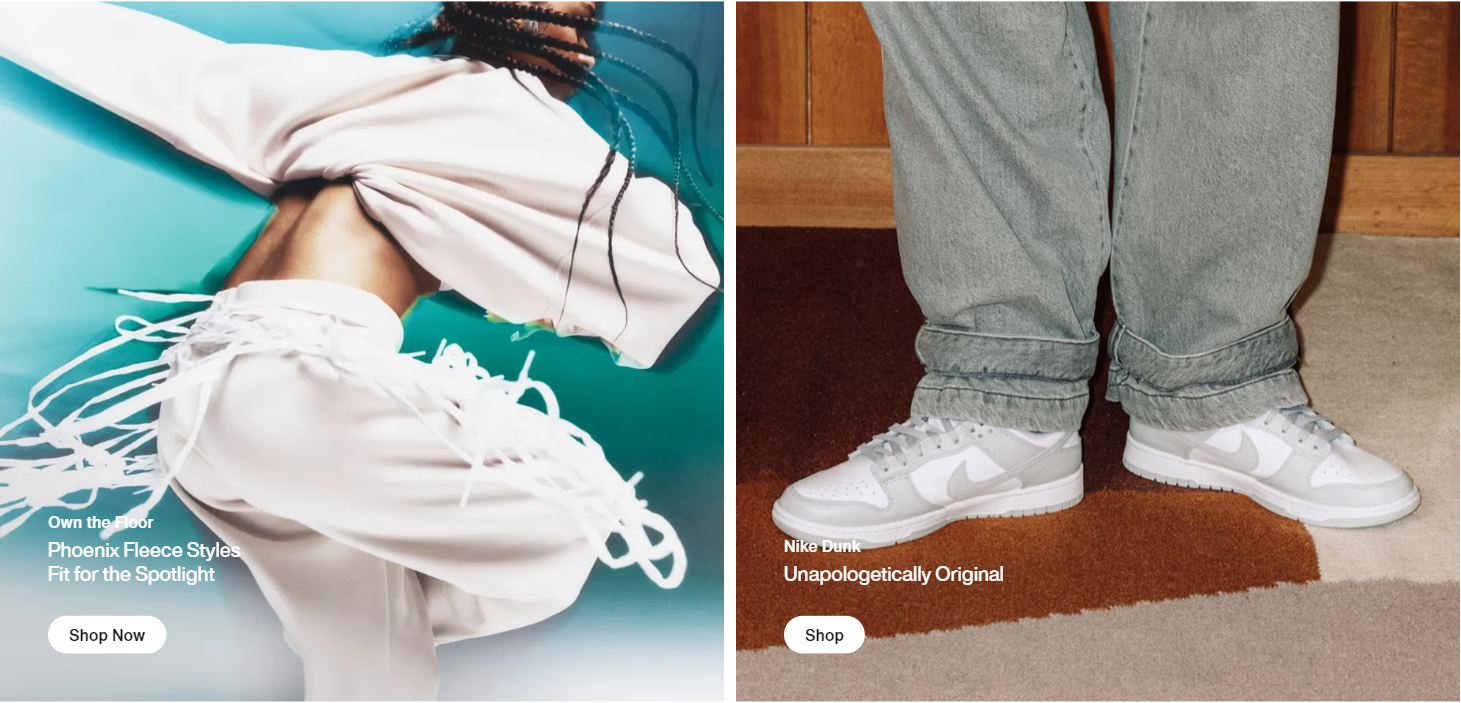 Own the Floor
Phoenix Fleece Styles
Fit for the Spotlight
Shop Now
Nike Dunk
Unapologetically Original
Shop